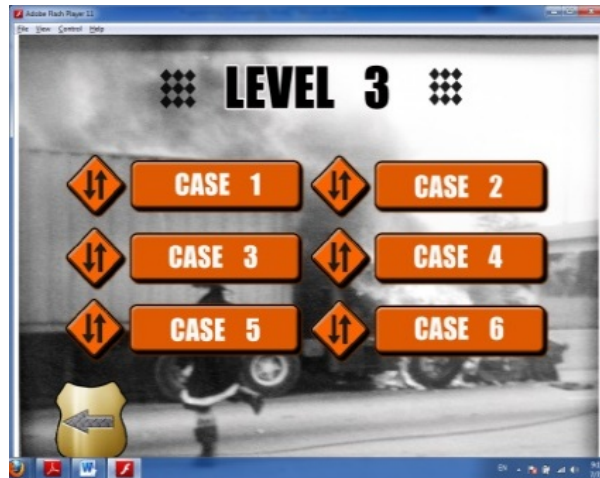 Adobe Flash Player 11
File View Control Help
LEVEL 3
CASE 1 CASE 2
CASE 3 CASE 4
CASE 5 CASE 6
EN